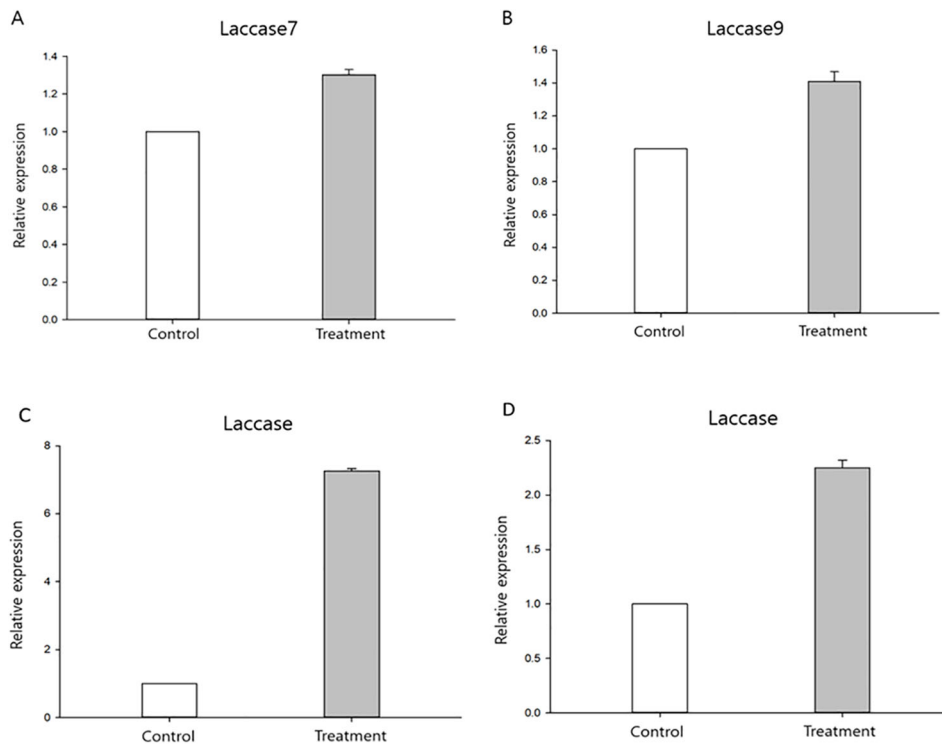 A
Laccase7
Relative expression
1.4
1.2
1.0
0.8
0.6
0.4
0.2
0.0
Control Treatment
B
Laccase9
Relative expression
1.6
1.4
1.2
1.0
0.8
0.6
0.4
0.2
0.0
Control Treatment
C
Laccase
Relative expression
8
6
4
2
0
Control Treatment
D
Laccase
Relative expression
2.5
2.0
1.5
1.0
0.5
0.0
Control Treatment